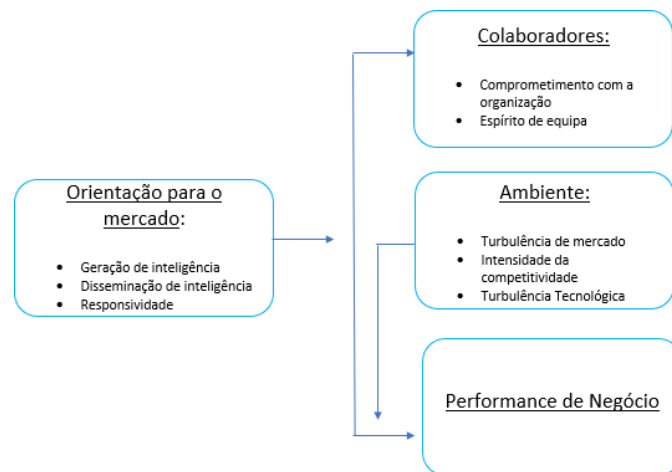 Colaboradores:
• Comprometimento com a
organização
• Espírito de equipa
Orientação para o
mercado:
• Geração de inteligência
• Disseminação de inteligência
• Responsividade
Ambiente:
• Turbulência de mercado
• Intensidade da
competitividade
• Turbulência Tecnológica
Performance de Negócio